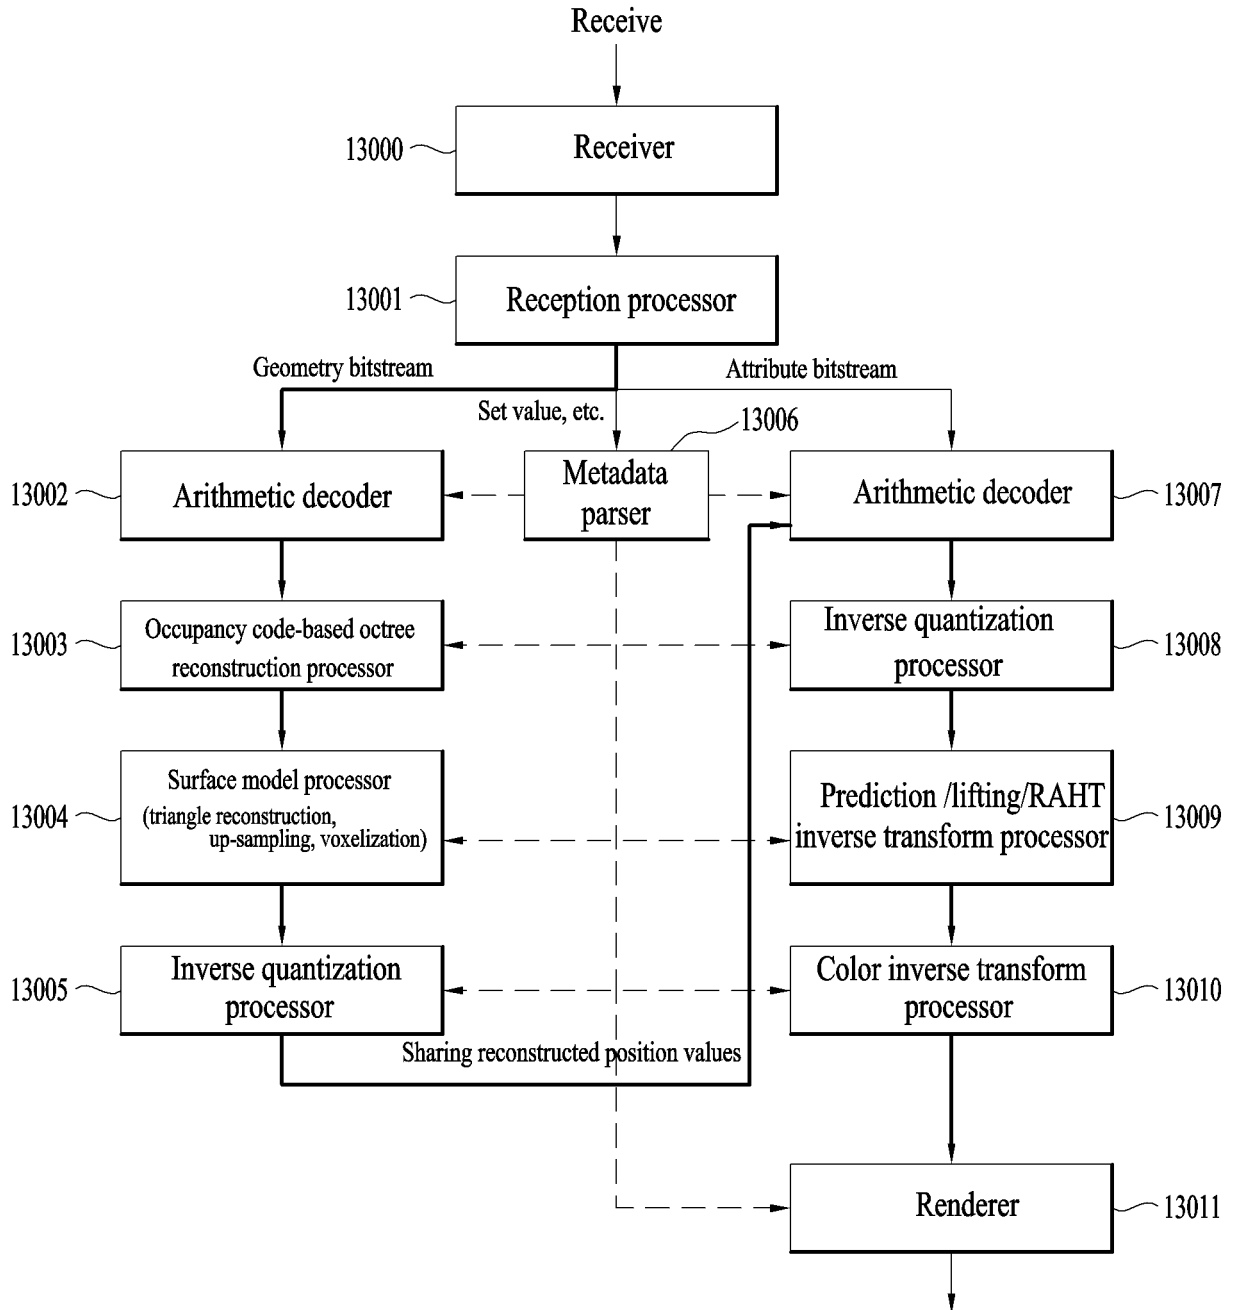 Receive
13000
Receiver
13001
Reception processor
Geometry bitstream
Attribute bitstream
Set value, etc.
13006
13002
Arithmetic decoder
Metadata
parser
Arithmetic decoder
13007
13003
Occupancy code-based octree
reconstruction processor
Inverse quantization
processor
13008
13004
Surface model processor
(triangle reconstruction,
up-sampling, voxelization)
Prediction /lifting/RAHT
inverse transform processor
13009
13005
Inverse quantization
processor
Color inverse transform
processor
13010
Sharing reconstructed position values
Renderer
13011